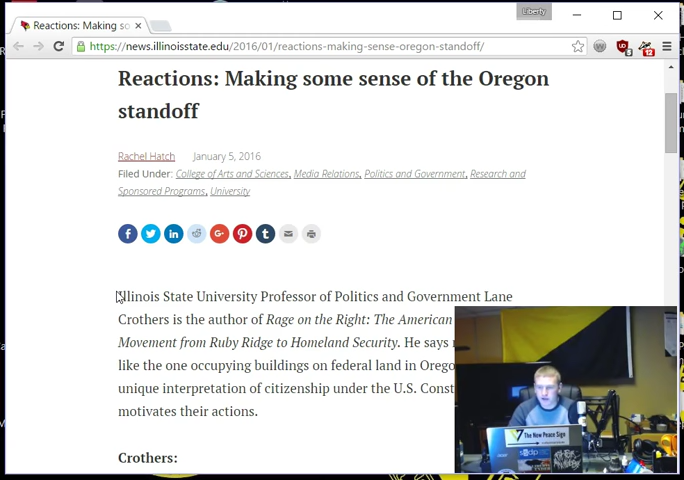 Liberty
Reactions: Making so
https://news.illinoisstate.edu/2016/01/reactions-making-sense-oregon-standoff/
Reactions: Making some sense of the Oregon
standoff
Rachel Hatch January 5, 2016
Filed Under: College of Arts and Sciences, Media Relations, Politics and Government, Research and
Sponsored Programs, University
Illinois State University Professor of Politics and Government Lane
Crothers is the author of Rage on the Right: The American
Movement from Ruby Ridge to Homeland Security. He says
like the one occupying buildings on federal land in Orego
unique interpretation of citizenship under the U.S. Const
motivates their actions.
Crothers:
The New Peace Sign